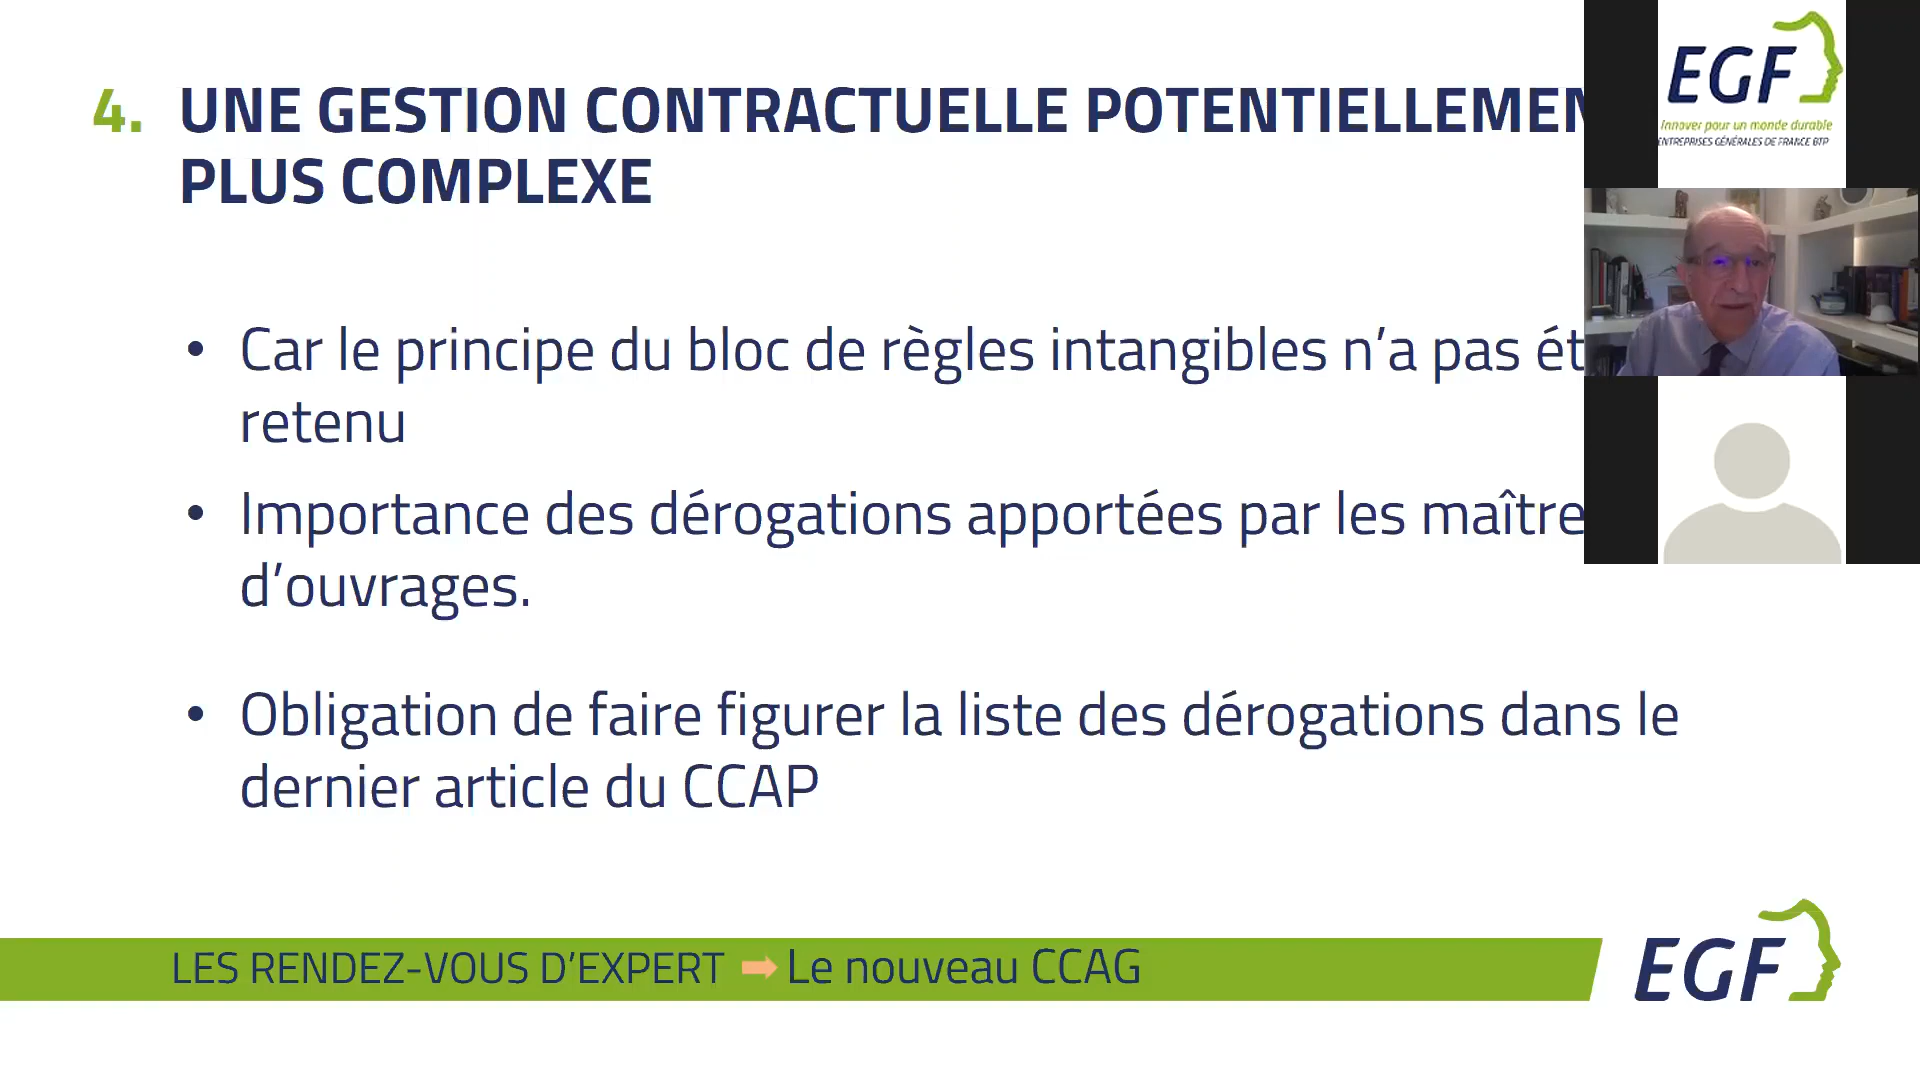 4. UNE GESTION CONTRACTUELLE POTENTIELLEMEN
PLUS COMPLEXE
• Car le principe du bloc de règles intangibles n’a pas ét
retenu
• Importance des dérogations apportées par les maître
d’ouvrages.
• Obligation de faire figurer la liste des dérogations dans le
dernier article du CCAP
LES RENDEZ-VOUS D’EXPERT ➡ Le nouveau CCAG
EGF
EGF
Innover pour un monde durable
ENTREPRISES GÉNÉRALES DE FRANCE BTP